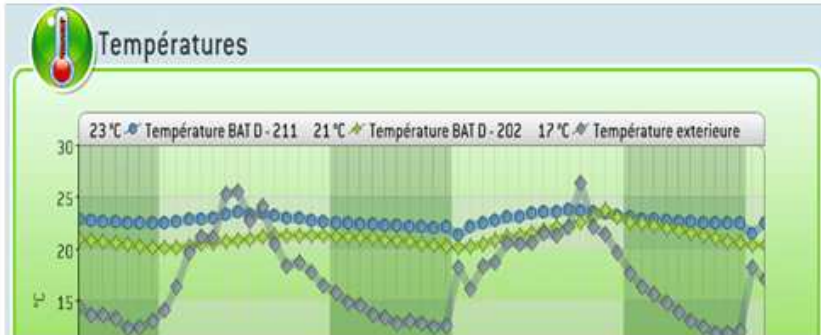 Températures
23 °C Température BAT D - 211 21 °C Température BAT D - 202 17 °C Température exterieure
30
25
20
°C
15